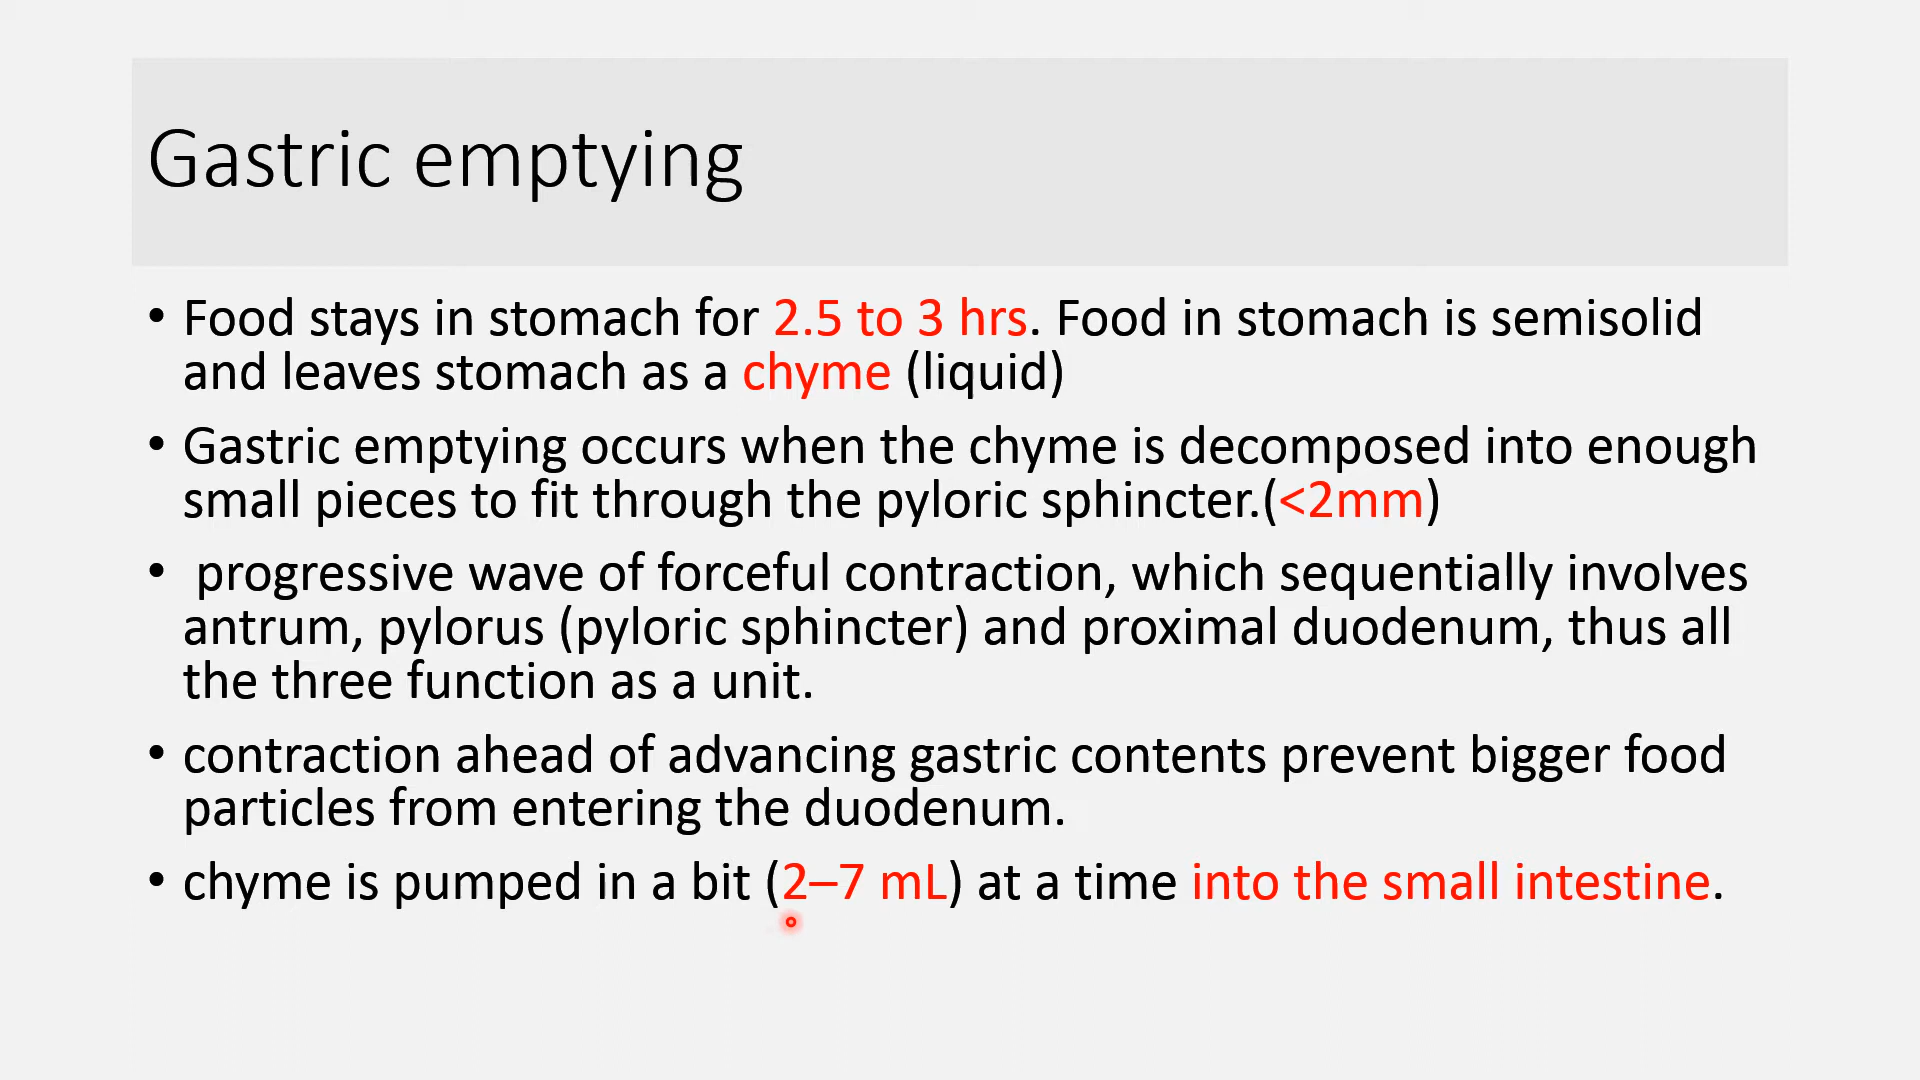 Gastric emptying
• Food stays in stomach for 2.5 to 3 hrs. Food in stomach is semisolid
and leaves stomach as a chyme (liquid)
• Gastric emptying occurs when the chyme is decomposed into enough
small pieces to fit through the pyloric sphincter.(<2mm)
• progressive wave of forceful contraction, which sequentially involves
antrum, pylorus (pyloric sphincter) and proximal duodenum, thus all
the three function as a unit.
• contraction ahead of advancing gastric contents prevent bigger food
particles from entering the duodenum.
• chyme is pumped in a bit (2–7 mL) at a time into the small intestine.